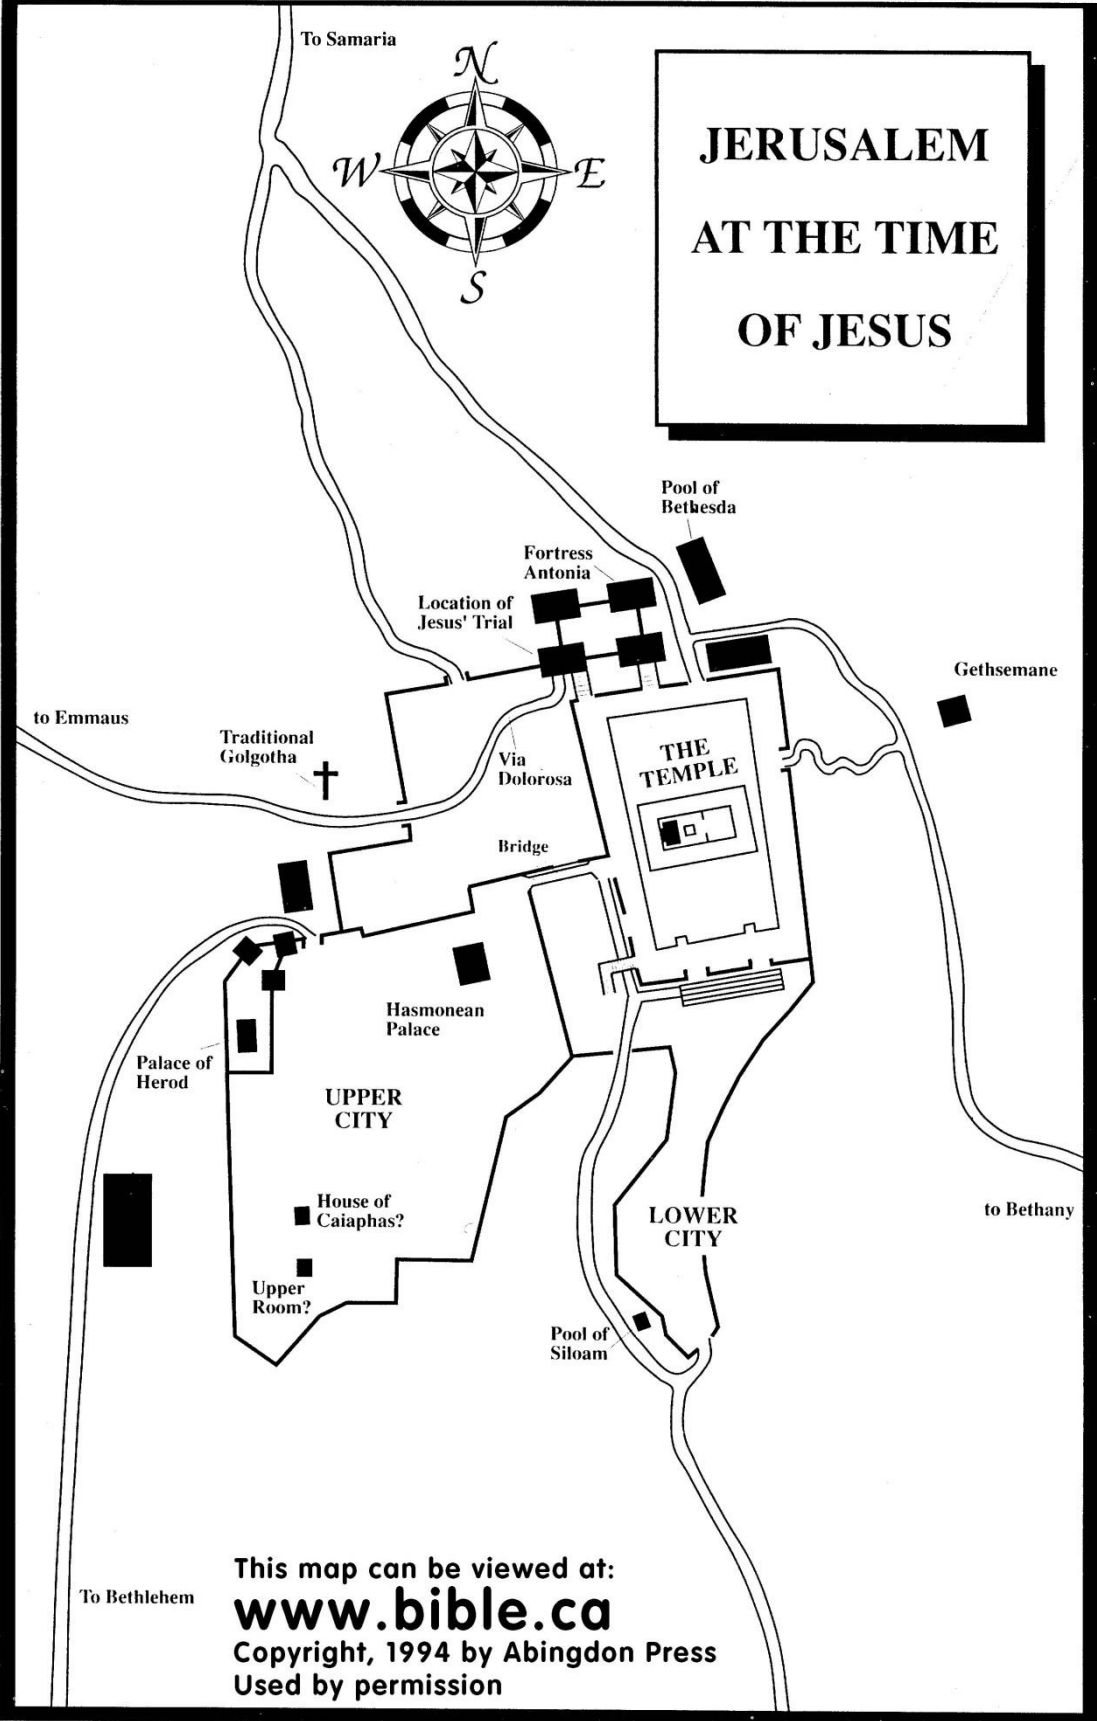 To Samaria
N
W
E
S
JERUSALEM
AT THE TIME
OF JESUS
Pool of
Bethesda
Fortress
Antonia
Location of
Jesus' Trial
Gethsemane
to Emmaus
Traditional
Golgotha
Via
Dolorosa
THE
TEMPLE
Bridge
Hasmonean
Palace
Palace of
Herod
UPPER
CITY
House of
Caiaphas?
Upper
Room?
LOWER
CITY
to Bethany
Pool of
Siloam
To Bethlehem
This map can be viewed at:
www.bible.ca
Copyright, 1994 by Abingdon Press
Used by permission